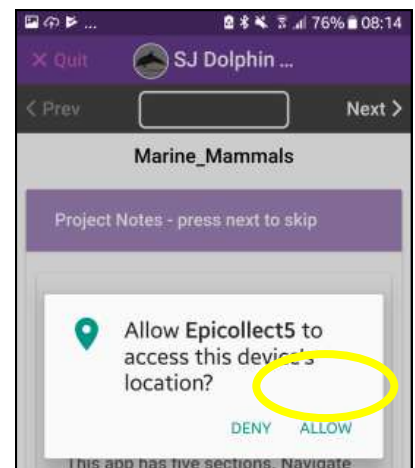 ... 76% 08:14
× Quit SJ Dolphin ...
< Prev Next >
Marine_Mammals
Project Notes - press next to skip
Allow Epicollect5 to
access this device's
location?
DENY ALLOW
This app has five sections. Navigate